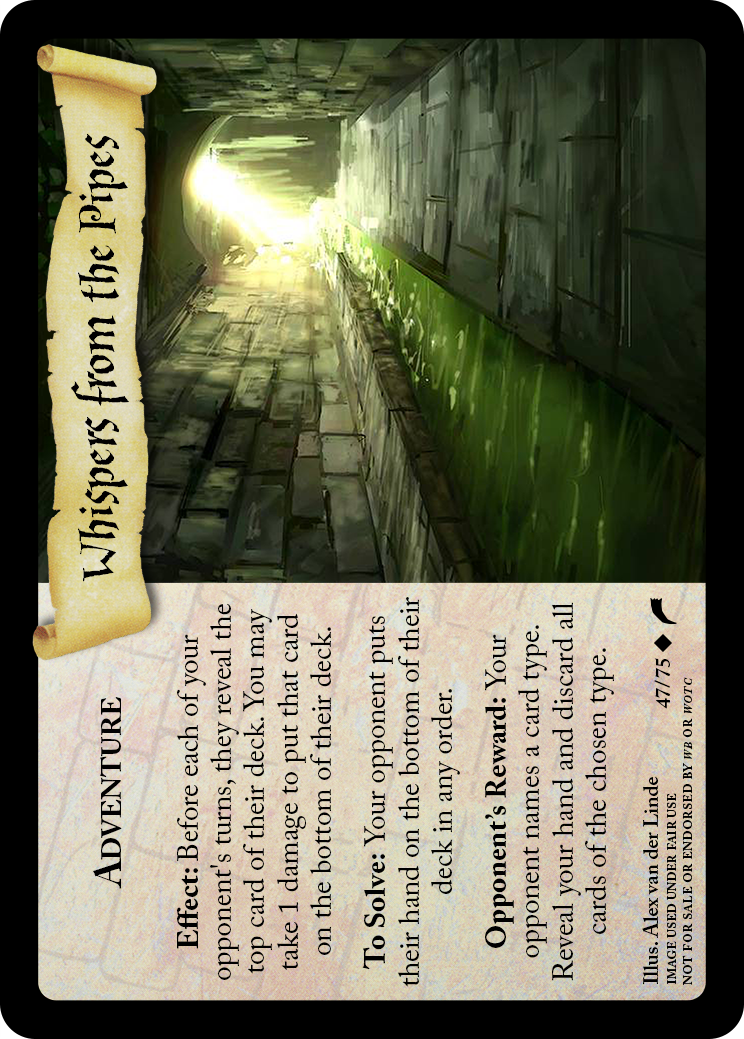 Whispers from the Pipes
ADVENTURE
Effect: Before each of your
opponent's turns, they reveal the
top card of their deck. You may
take 1 damage to put that card
on the bottom of their deck.
To Solve: Your opponent puts
their hand on the bottom of their
deck in any order.
Opponent's Reward: Your
opponent names a card type.
Reveal your hand and discard all
cards of the chosen type.
Illus. Alex van der Linde
47/75
IMAGE USED UNDER FAIR USE
NOT FOR SALE OR ENDORSED BY WB OR WOTC